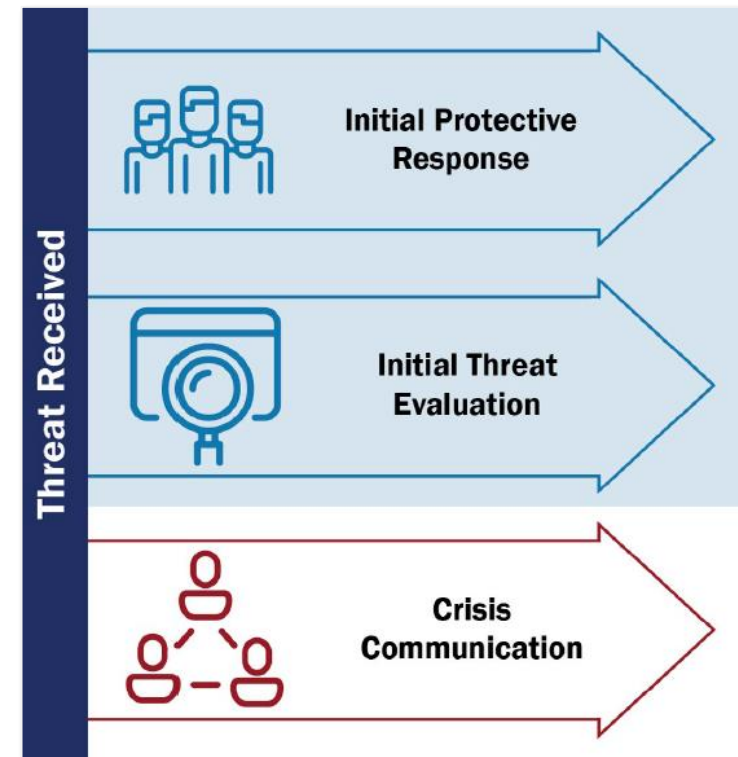 Threat Received
Initial Protective
Response
Initial Threat
Evaluation
Crisis
Communication